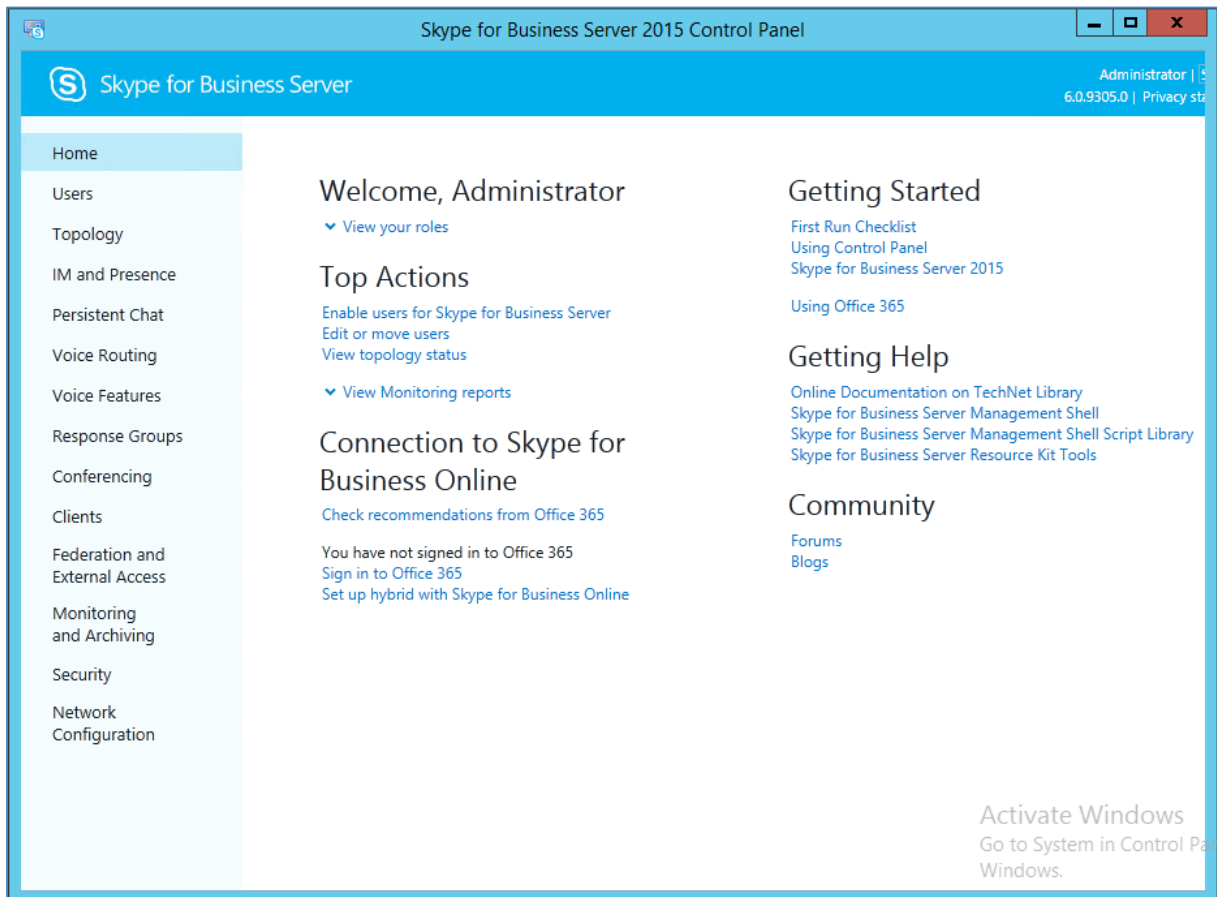 Skype for Business Server 2015 Control Panel
Skype for Business Server
Administrator |
6.0.9305.0 | Privacy
Home
Users
Topology
IM and Presence
Persistent Chat
Voice Routing
Voice Features
Response Groups
Conferencing
Clients
Federation and
External Access
Monitoring
and Archiving
Security
Network
Configuration
Welcome, Administrator
View your roles
Top Actions
Enable users for Skype for Business Server
Edit or move users
View topology status
View Monitoring reports
Connection to Skype for
Business Online
Check recommendations from Office 365
You have not signed in to Office 365
Sign in to Office 365
Set up hybrid with Skype for Business Online
Getting Started
First Run Checklist
Using Control Panel
Skype for Business Server 2015
Using Office 365
Getting Help
Online Documentation on TechNet Library
Skype for Business Server Management Shell
Skype for Business Server Management Shell Script Library
Skype for Business Server Resource Kit Tools
Community
Forums
Blogs
Activate Windows
Go to System in Control
Windows.